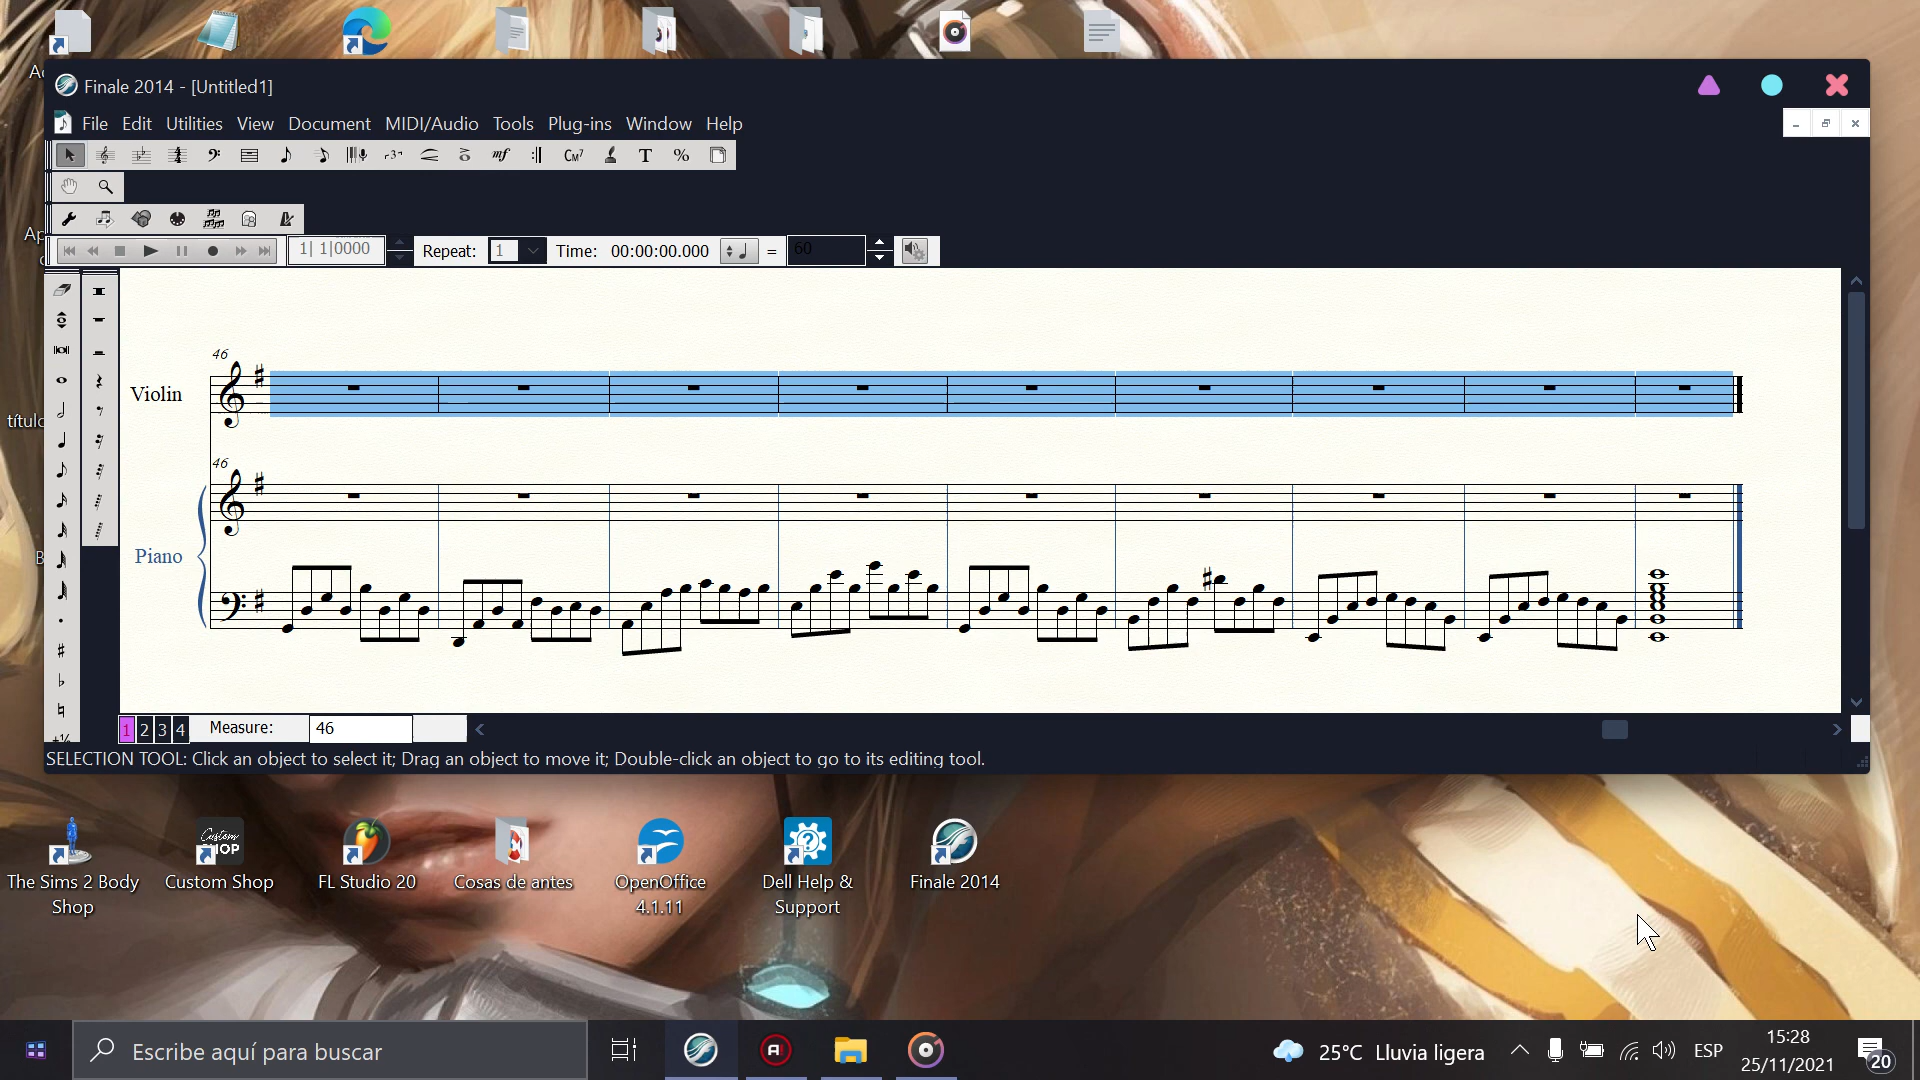 Finale 2014 - [Untitled1]
File Edit Utilities View Document MIDI/Audio Tools Plug-ins Window Help
mf CM7 T %
1| 1|0000 Repeat: 1 Time: 00:00:00.000 = 60
46
Violin
46
Piano
1 2 3 4 Measure: 46
SELECTION TOOL: Click an object to select it; Drag an object to move it; Double-click an object to go to its editing tool.
The Sims 2 Body Shop
Custom SHOP
Custom Shop
FL Studio 20
Cosas de antes
OpenOffice 4.1.11
Dell Help & Support
Finale 2014
Escribe aquí para buscar
25°C Lluvia ligera
ESP
15:28
25/11/2021
20